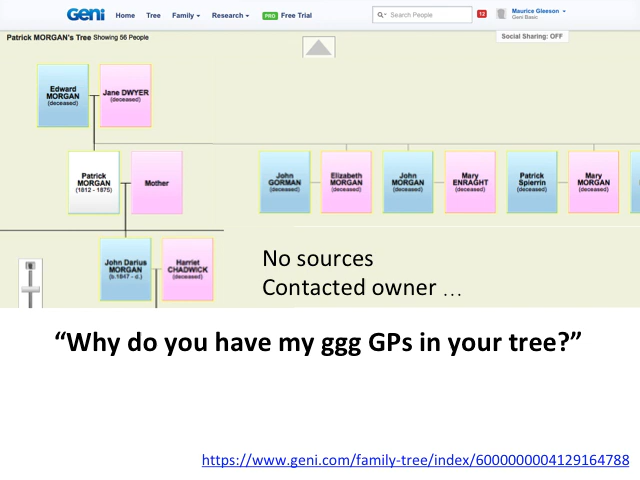 Geni Home Tree Family Research PRO Free Trial Search People 12 Maurice Gleeson
Geni Basic
Patrick MORGAN's Tree Showing 56 People
Social Sharing: OFF
Edward
MORGAN
(deceased)
Jane DWYER
(deceased)
Patrick
MORGAN
(1812 - 1875)
Mother
John
GORMAN
(deceased)
Elizabeth
MORGAN
(deceased)
John
MORGAN
(deceased)
Mary
ENRAGHT
(deceased)
Patrick
Spierrin
(deceased)
Mary
MORGAN
(deceased)
John Darius
MORGAN
(b.1847 - d.)
Harriet
CHADWICK
(deceased)
No sources
Contacted owner …
“Why do you have my ggg GPs in your tree?”
https://www.geni.com/family-tree/index/6000000004129164788